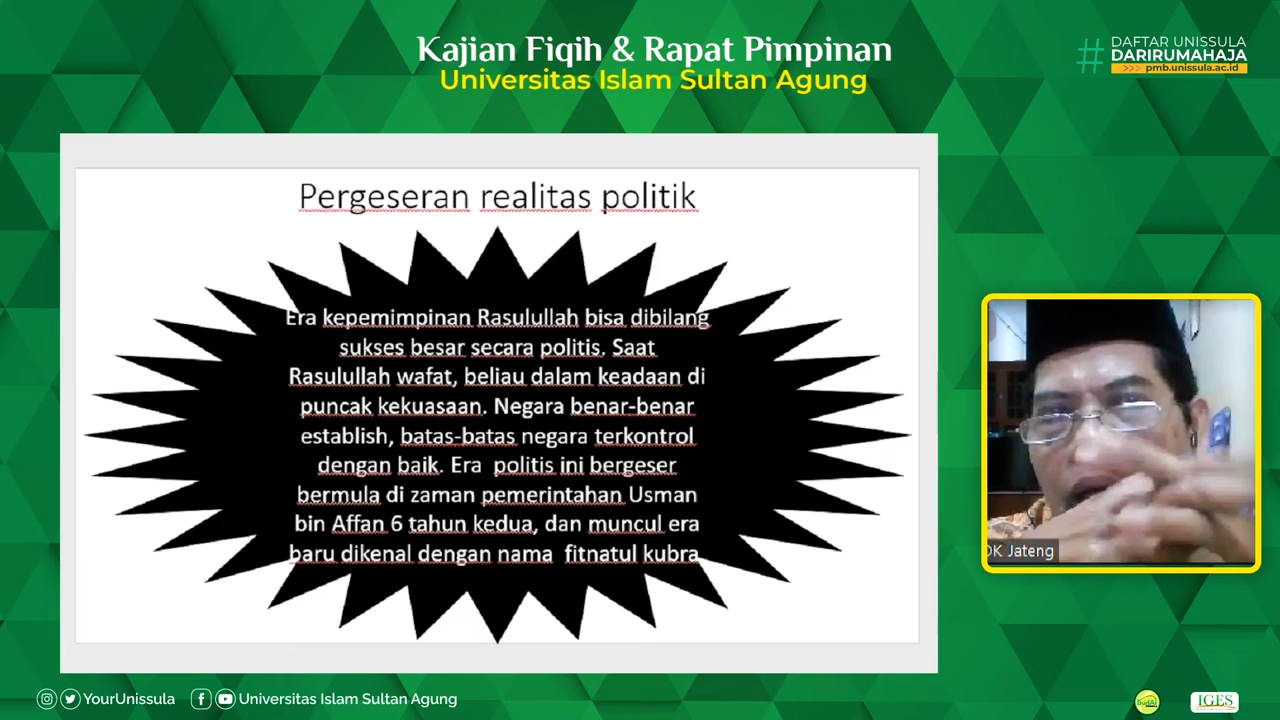 Kajian Fiqih & Rapat Pimpinan
Universitas Islam Sultan Agung
# DAFTAR UNISSULA
DARIRUMAHAJA
>>> pmb.unissula.ac.id
Pergeseran realitas politik
Era kepemimpinan Rasulullah bisa dibilang
sukses besar secara politis. Saat
Rasulullah wafat, beliau dalam keadaan di
puncak kekuasaan. Negara benar-benar
establish, batas-batas negara terkontrol
dengan baik. Era politis ini bergeser
bermula di zaman pemerintahan Usman
bin Affan 6 tahun kedua, dan muncul era
baru dikenal dengan nama fitnatul kubra
OK Jateng
YourUnissula
Universitas Islam Sultan Agung
BudAi
IGES